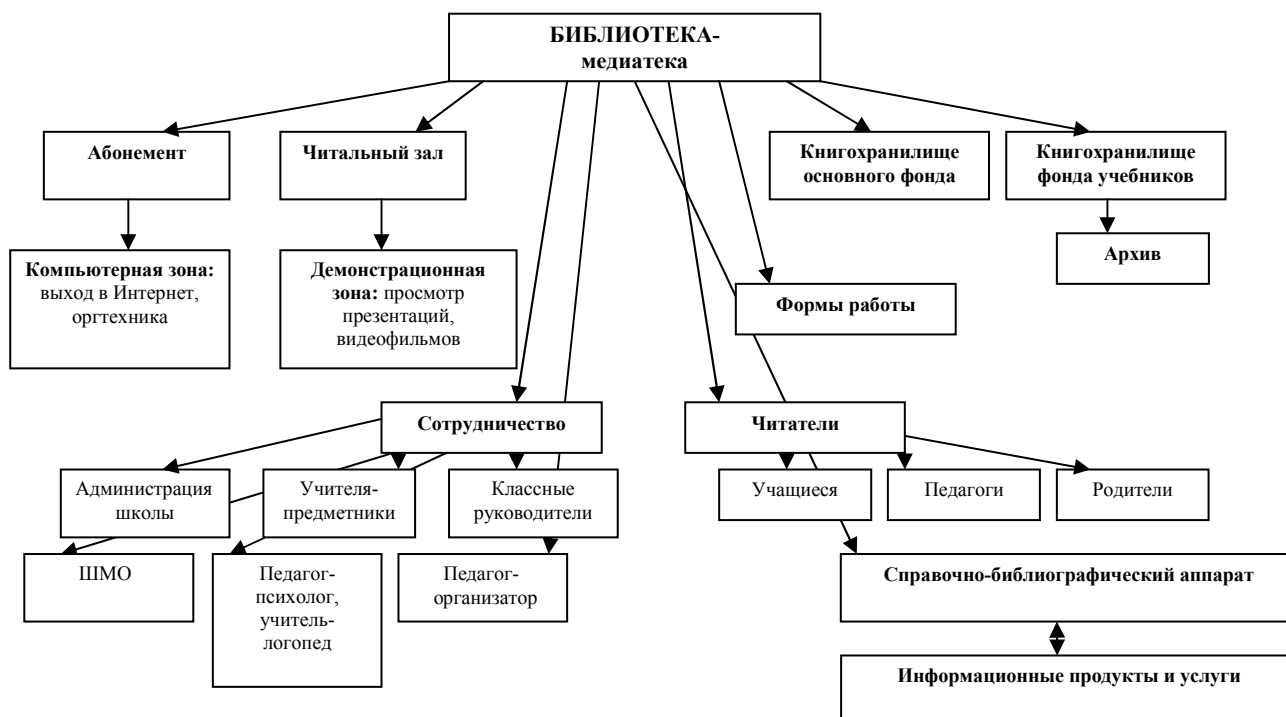 БИБЛИОТЕКА-
медиатека
Абонемент
Читальный зал
Книгохранилище
основного фонда
Книгохранилище
фонда учебников
Компьютерная зона:
выход в Интернет,
оргтехника
Демонстрационная
зона: просмотр
презентаций,
видеофильмов
Архив
Формы работы
Сотрудничество
Читатели
Администрация
школы
Учителя-
предметники
Классные
руководители
Учащиеся
Педагоги
Родители
ШМО
Педагог-
психолог,
учитель-
логопед
Педагог-
организатор
Справочно-библиографический аппарат
Информационные продукты и услуги